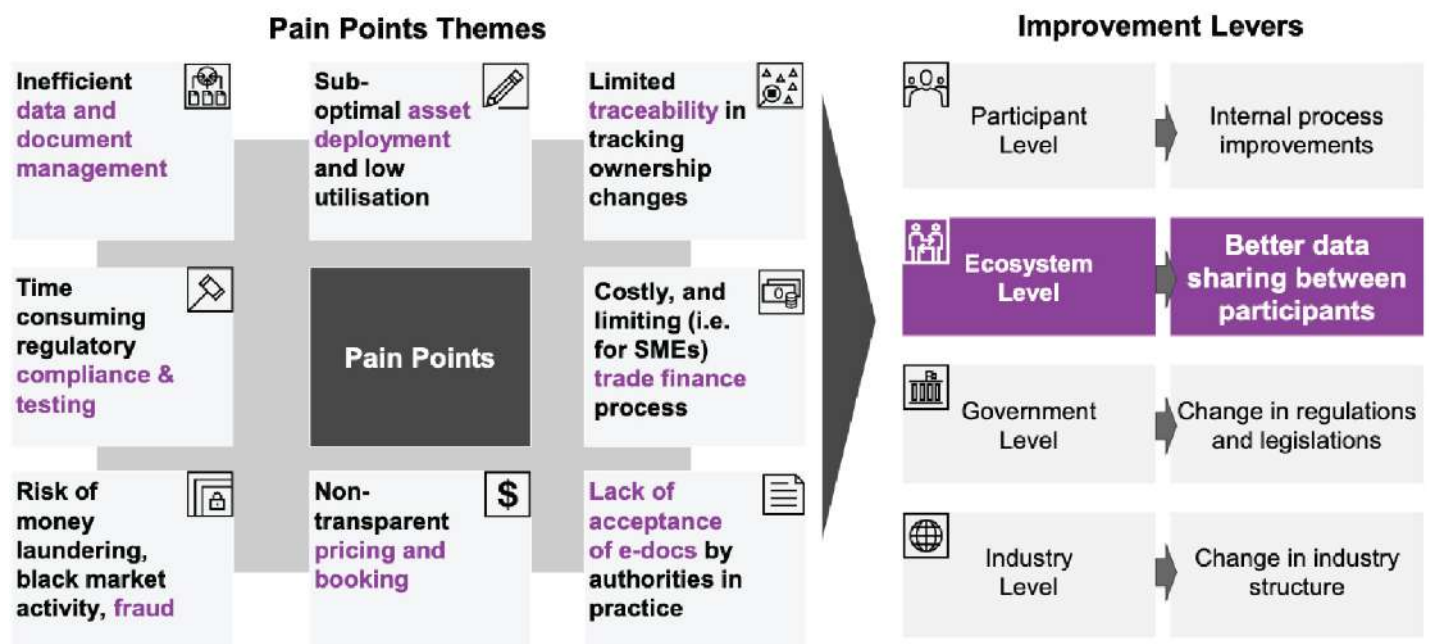 Pain Points Themes
Inefficient
data and
document
management
Sub-
optimal asset
deployment
and low
utilisation
Limited
traceability in
tracking
ownership
changes
Time
consuming
regulatory
compliance &
testing
Pain Points
Costly, and
limiting (i.e.
for SMEs)
trade finance
process
Risk of
money
laundering,
black market
activity, fraud
Non-
transparent
pricing and
booking
$
Lack of
acceptance
of e-docs by
authorities in
practice
Improvement Levers
Participant
Level
Internal process
improvements
Ecosystem
Level
Better data
sharing between
participants
Government
Level
Change in regulations
and legislations
Industry
Level
Change in industry
structure